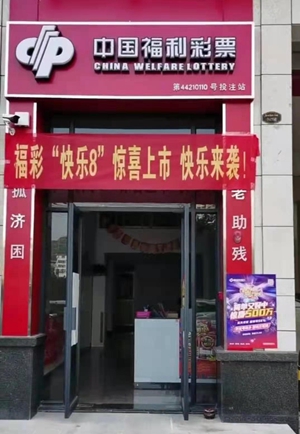 中国福利彩票
CHINA WELFARE LOTTERY
第44210110号投注站
福彩“快乐8”惊喜上市 快乐来袭！
孤济困
老助残
500万